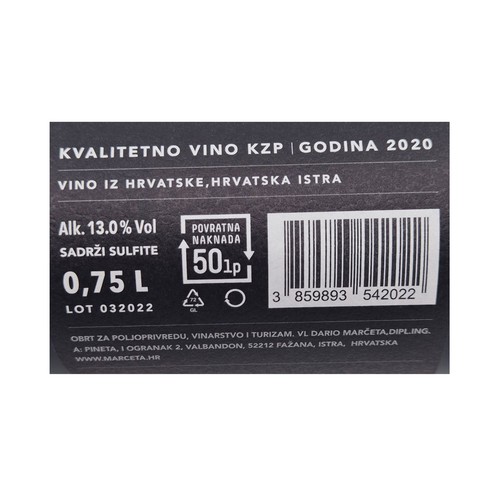 KVALITETNO VINO KZP | GODINA 2020
VINO IZ HRVATSKE,HRVATSKA ISTRA
Alk. 13.0% Vol
SADRŽI SULFITE
0,75 L
LOT 032022
POVRATNA
NAKNADA
50lp
72
GL
3 859893 542022
OBRT ZA POLJOPRIVREDU, VINARSTVO I TURIZAM. VL DARIO MARČETA,DIPL.ING.
A: PINETA, I OGRANAK 2, VALBANDON, 52212 FAŽANA, ISTRA, HRVATSKA
WWW.MARCETA.HR